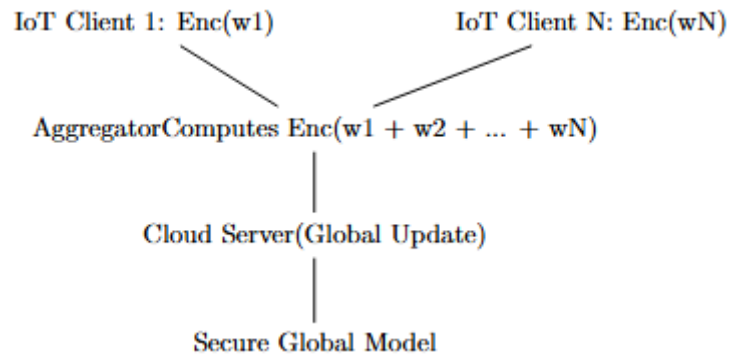 IoT Client 1: Enc(w1)
IoT Client N: Enc(wN)
AggregatorComputes Enc(w1 + w2 + ... + wN)
Cloud Server(Global Update)
Secure Global Model